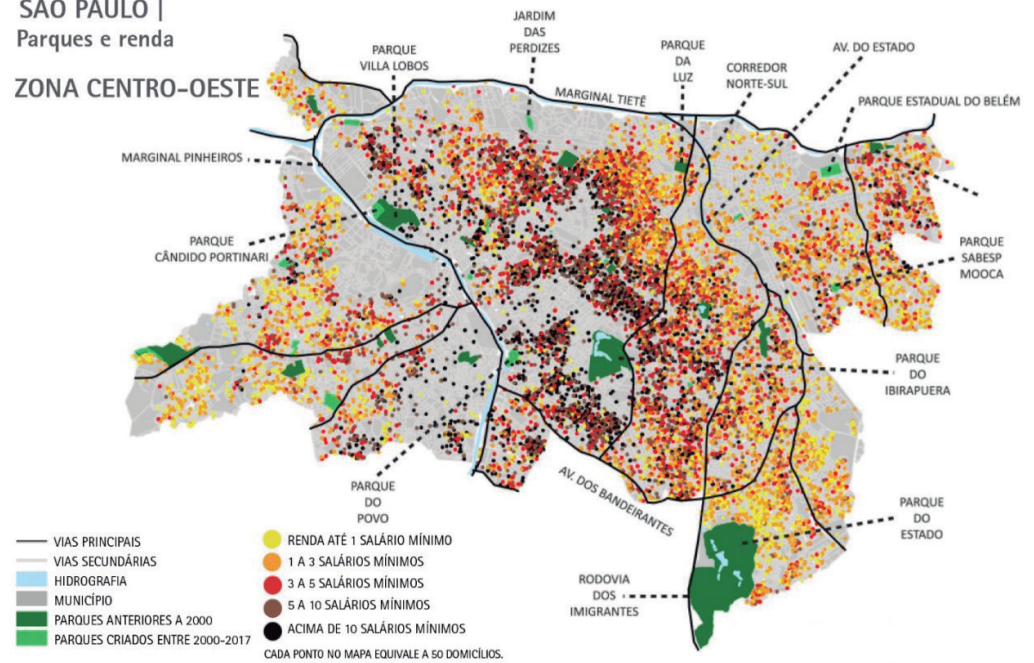 SÃO PAULO |
Parques e renda
ZONA CENTRO-OESTE
PARQUE
VILLA LOBOS
JARDIM
DAS
PERDIZES
PARQUE
DA
LUZ
CORREDOR
NORTE-SUL
AV. DO ESTADO
PARQUE ESTADUAL DO BELÉM
MARGINAL TIETÊ
MARGINAL PINHEIROS
PARQUE
CÂNDIDO PORTINARI
PARQUE
SABESP
MOOCA
PARQUE
DO
IBIRAPUERA
PARQUE
DO
POVO
AV. DOS BANDEIRANTES
PARQUE
DO
ESTADO
RODOVIA
DOS
IMIGRANTES
VIAS PRINCIPAIS
VIAS SECUNDÁRIAS
HIDROGRAFIA
MUNICÍPIO
PARQUES ANTERIORES A 2000
PARQUES CRIADOS ENTRE 2000-2017
RENDA ATÉ 1 SALÁRIO MÍNIMO
1 A 3 SALÁRIOS MÍNIMOS
3 A 5 SALÁRIOS MÍNIMOS
5 A 10 SALÁRIOS MÍNIMOS
ACIMA DE 10 SALÁRIOS MÍNIMOS
CADA PONTO NO MAPA EQUIVALE A 50 DOMICÍLIOS.